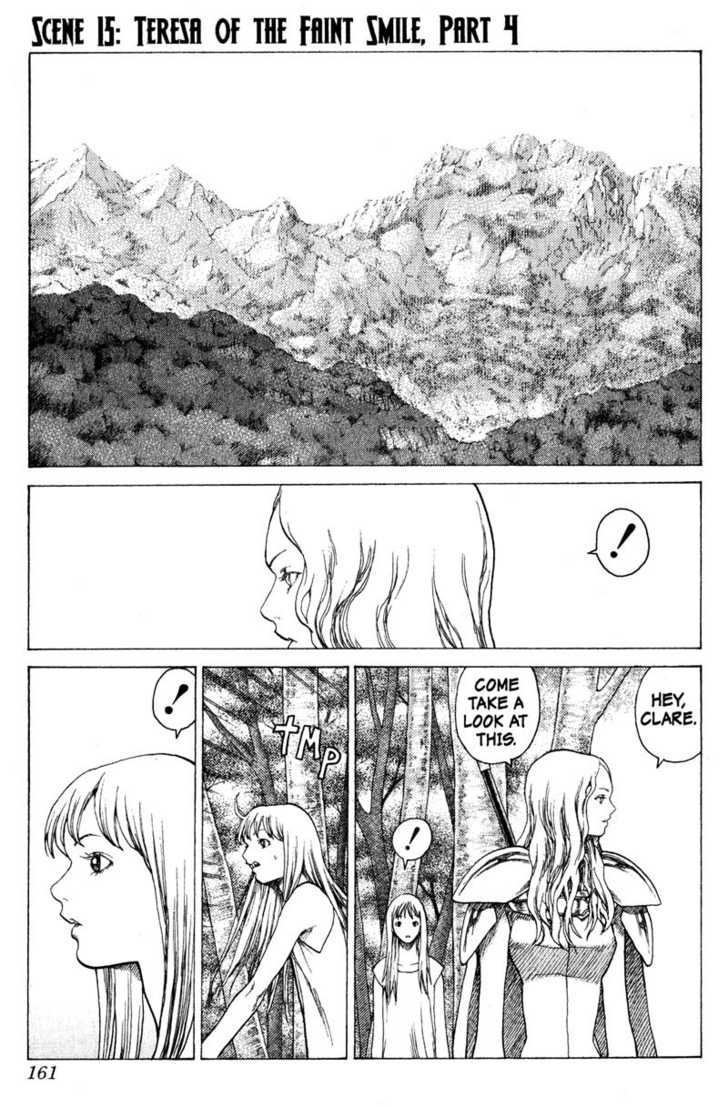 Scene 15: Teresa of the Faint Smile, Part 4
!
HEY,
CLARE.
COME
TAKE A
LOOK AT
THIS.
!
TMP
!
161